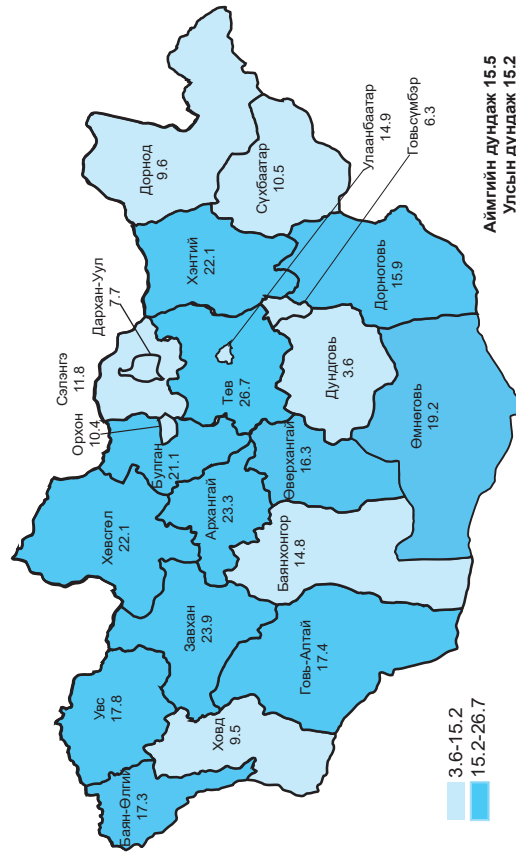 Баян-Өлгий
17.3
Увс
17.8
Ховд
9.5
Завхан
23.9
Говь-Алтай
17.4
Хөвсгөл
22.1
Архангай
23.3
Баянхонгор
14.8
Орхон
10.4
Булган
21.1
Өвөрхангай
16.3
Сэлэнгэ
11.8
Дархан-Уул
7.7
Төв
26.7
Дундговь
3.6
Өмнөговь
19.2
Хэнтий
22.1
Дорноговь
15.9
Дорнод
9.6
Сүхбаатар
10.5
Улаанбаатар
14.9
Говьсүмбэр
6.3
3.6-15.2
15.2-26.7
Аймгийн дундаж 15.5
Улсын дундаж 15.2